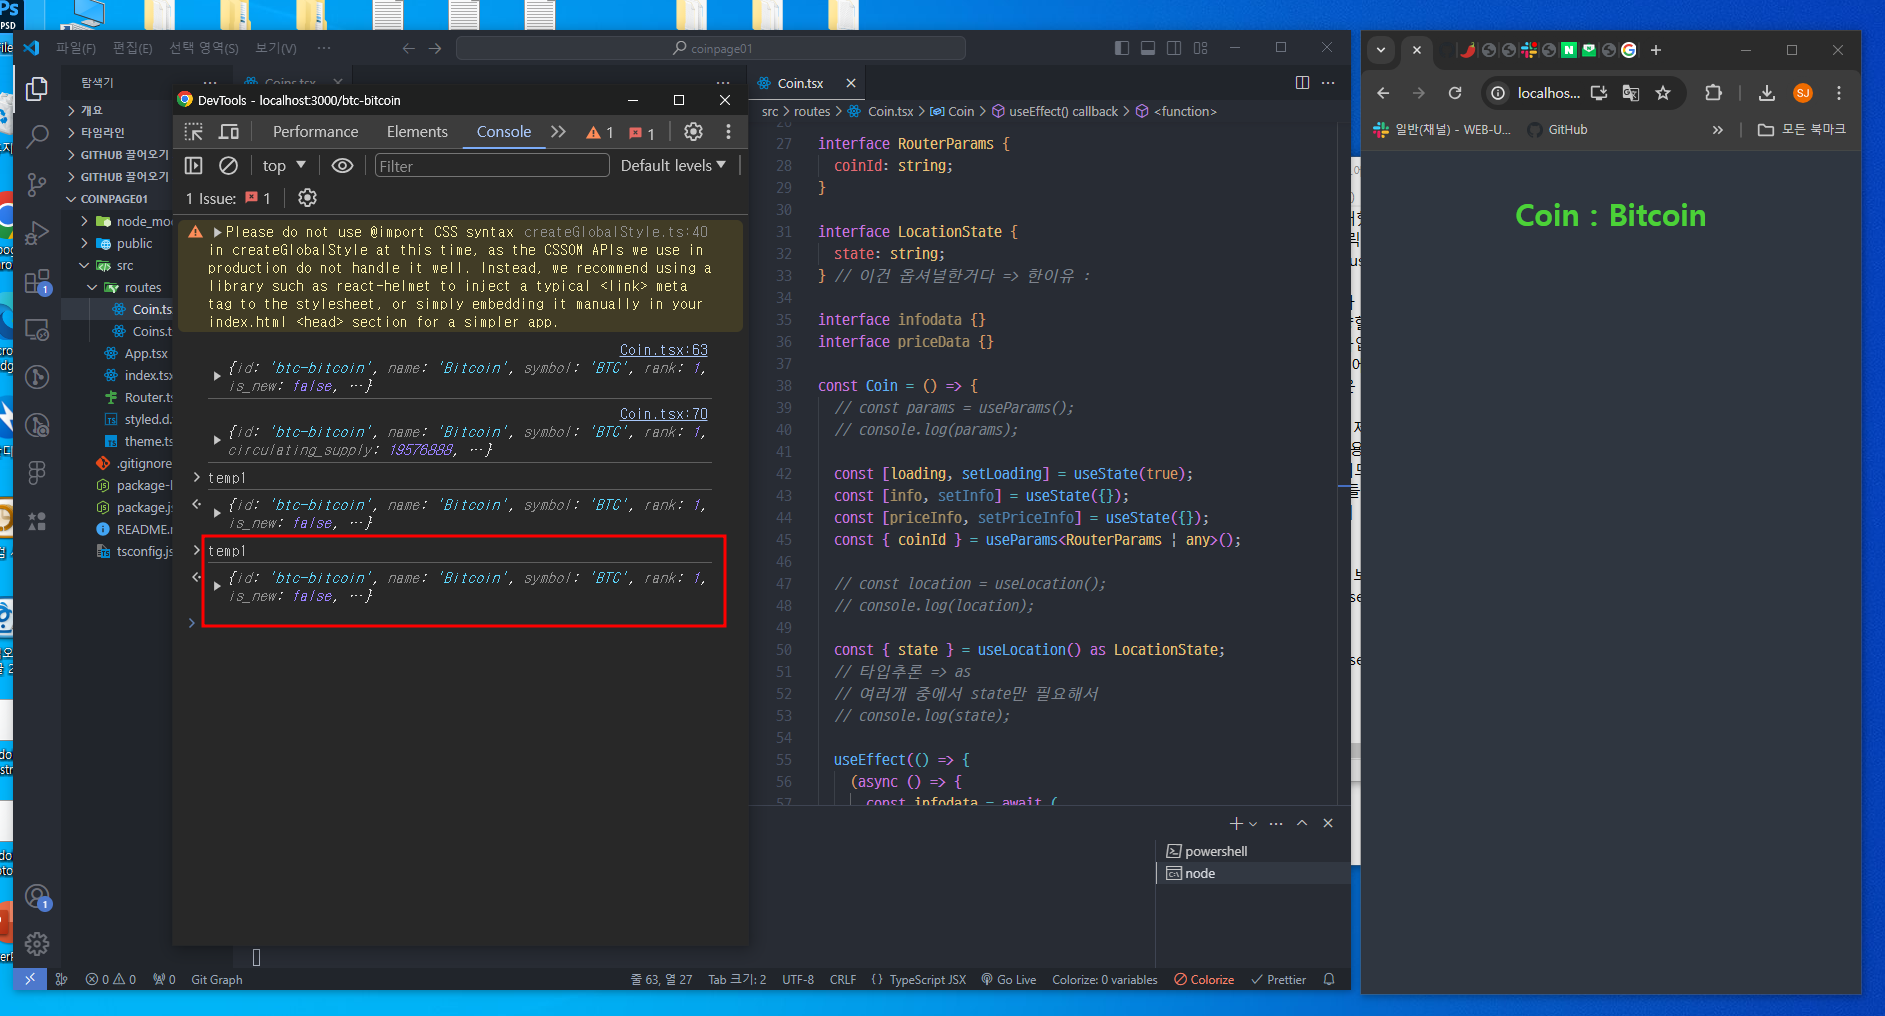 파일(F) 편집(E) 선택 영역(S) 보기(V) ···
coinpage01
탐색기
개요
타임라인
GITHUB 끌어오기
GITHUB 끌어오기
COINPAGE01
public
src
routes
Coin.ts
Coins.t
App.tsx
index.tsx
Router.ts
styled.d.
theme.ts
.gitignore
package-l
package.js
README.
tsconfig.js
Coins.tsx
DevTools - localhost:3000/btc-bitcoin
Performance Elements Console 1 1
top Filter Default levels
1 Issue: 1
Please do not use @import CSS syntax createGlobalStyle.ts:40
in createGlobalStyle at this time, as the CSSOM APIs we use in
production do not handle it well. Instead, we recommend using a
library such as react-helmet to inject a typical <link> meta
tag to the stylesheet, or simply embedding it manually in your
index.html <head> section for a simpler app.
Coin.tsx:63
{id: 'btc-bitcoin', name: 'Bitcoin', symbol: 'BTC', rank: 1,
is_new: false, …}
Coin.tsx:70
{id: 'btc-bitcoin', name: 'Bitcoin', symbol: 'BTC', rank: 1,
circulating_supply: 19576888, …}
temp1
{id: 'btc-bitcoin', name: 'Bitcoin', symbol: 'BTC', rank: 1,
is_new: false, …}
temp1
{id: 'btc-bitcoin', name: 'Bitcoin', symbol: 'BTC', rank: 1,
is_new: false, …}
Coin.tsx
src > routes > Coin.tsx > Coin > useEffect() callback > <function>
27 interface RouterParams {
28 coinId: string;
29 }
30
31 interface LocationState {
32 state: string;
33 } // 이건 옵셔널한거다 => 한이유 :
34
35 interface infodata {}
36 interface priceData {}
37
38 const Coin = () => {
39 // const params = useParams();
40 // console.log(params);
41
42 const [loading, setLoading] = useState(true);
43 const [info, setInfo] = useState({});
44 const [priceInfo, setPriceInfo] = useState({});
45 const { coinId } = useParams<RouterParams | any>();
46
47 // const location = useLocation();
48 // console.log(location);
49
50 const { state } = useLocation() as LocationState;
51 // 타입추론 => as
52 // 여러개 중에서 state만 필요해서
53 // console.log(state);
54
55 useEffect(() => {
56 (async () => {
57 const infodata = await (
powershell
node
0 0 0 Git Graph
줄 63, 열 27 Tab 크기: 2 UTF-8 CRLF {} TypeScript JSX Go Live Colorize: 0 variables Colorize Prettier
localhos...
SJ
일반(채널) - WEB-U... GitHub » 모든 북마크
Coin : Bitcoin